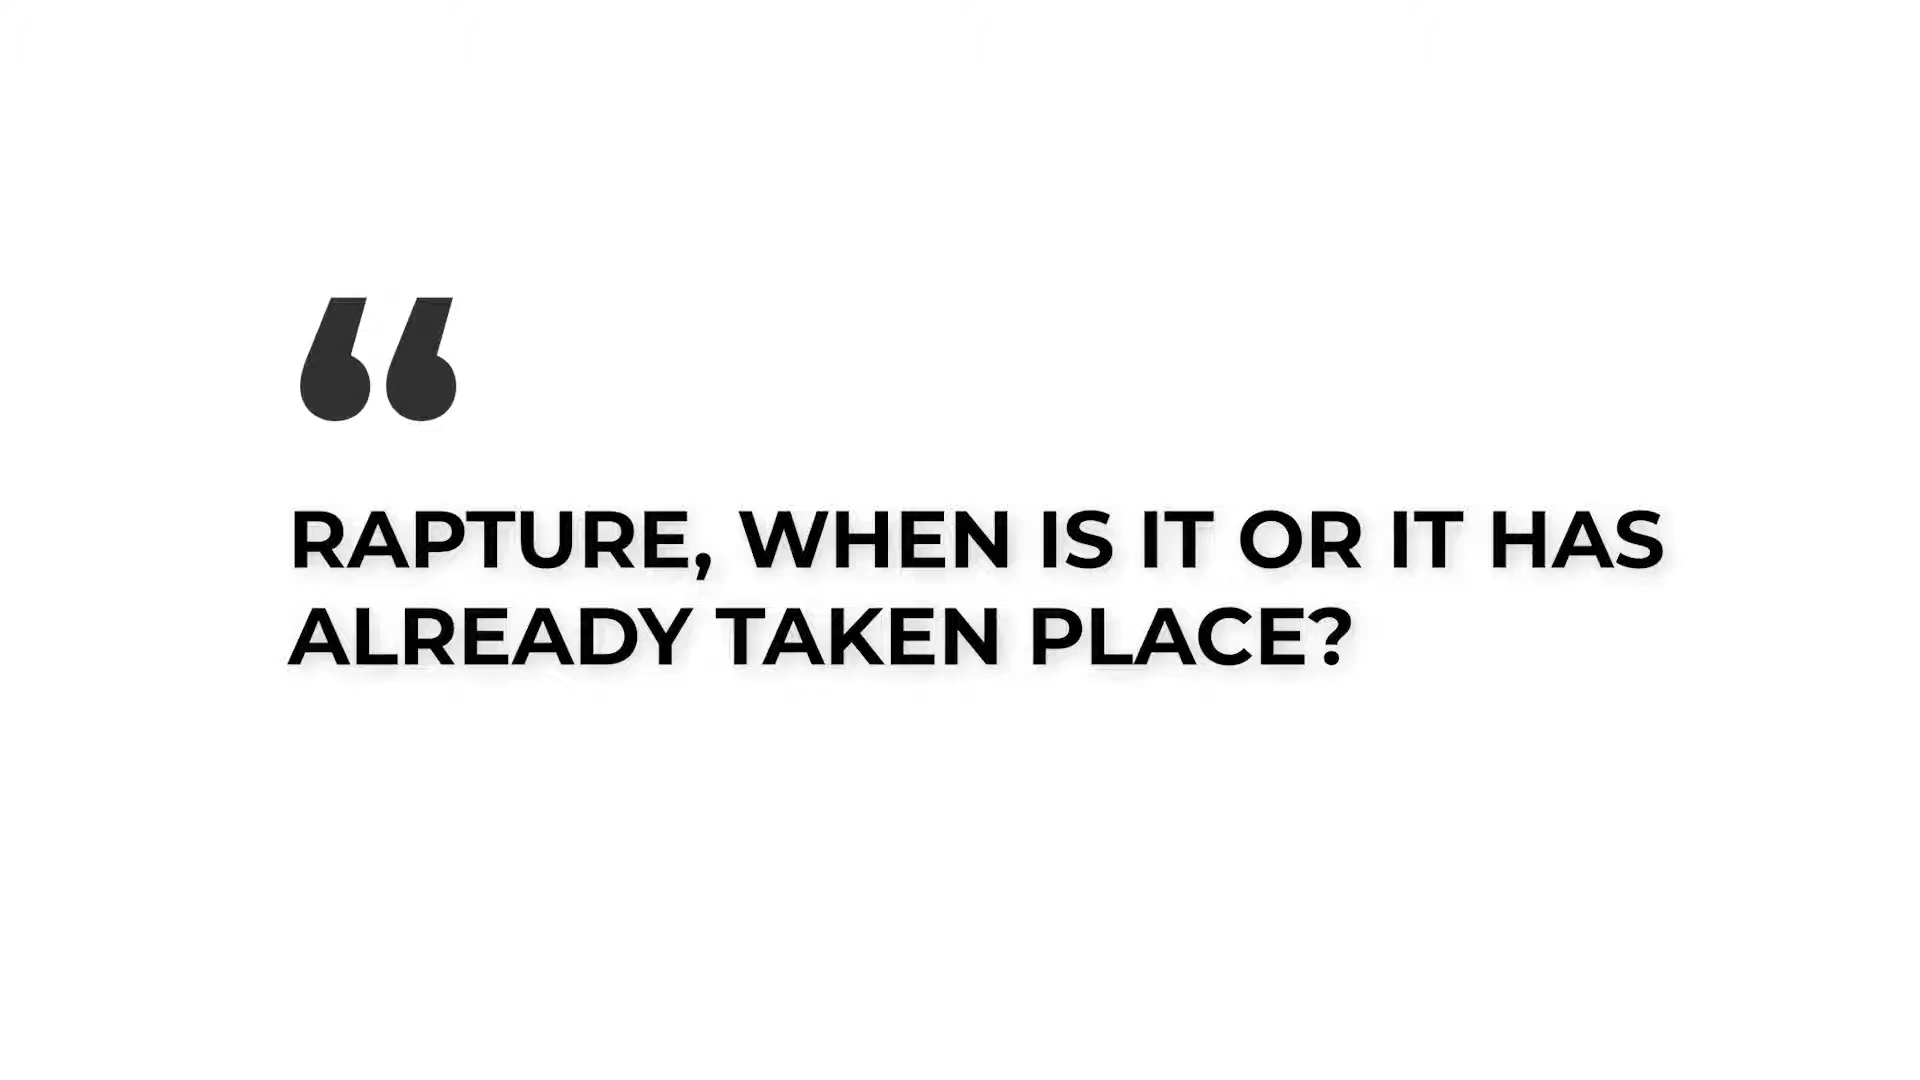 “
RAPTURE, WHEN IS IT OR IT HAS
ALREADY TAKEN PLACE?